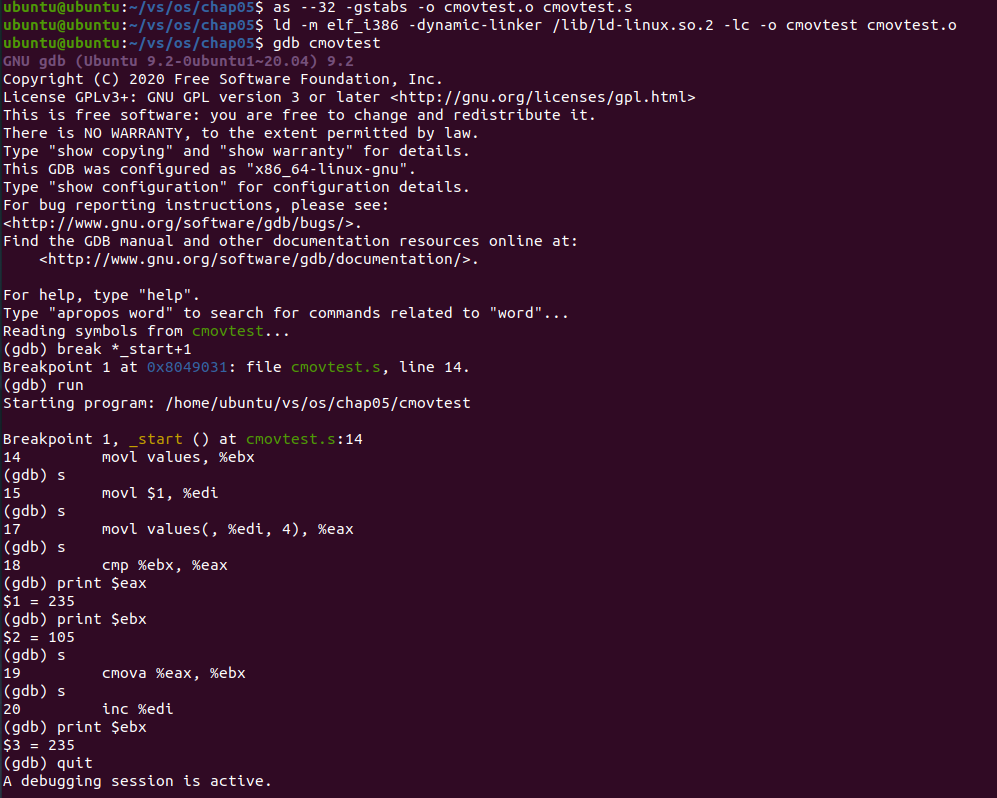 ubuntu@ubuntu:~/vs/os/chap05$ as --32 -gstabs -o cmovtest.o cmovtest.s
ubuntu@ubuntu:~/vs/os/chap05$ ld -m elf_i386 -dynamic-linker /lib/ld-linux.so.2 -lc -o cmovtest cmovtest.o
ubuntu@ubuntu:~/vs/os/chap05$ gdb cmovtest
GNU gdb (Ubuntu 9.2-0ubuntu1~20.04) 9.2
Copyright (C) 2020 Free Software Foundation, Inc.
License GPLv3+: GNU GPL version 3 or later <http://gnu.org/licenses/gpl.html>
This is free software: you are free to change and redistribute it.
There is NO WARRANTY, to the extent permitted by law.
Type "show copying" and "show warranty" for details.
This GDB was configured as "x86_64-linux-gnu".
Type "show configuration" for configuration details.
For bug reporting instructions, please see:
<http://www.gnu.org/software/gdb/bugs/>.
Find the GDB manual and other documentation resources online at:
    <http://www.gnu.org/software/gdb/documentation/>.

For help, type "help".
Type "apropos word" to search for commands related to "word"...
Reading symbols from cmovtest...
(gdb) break *_start+1
Breakpoint 1 at 0x8049031: file cmovtest.s, line 14.
(gdb) run
Starting program: /home/ubuntu/vs/os/chap05/cmovtest

Breakpoint 1, _start () at cmovtest.s:14
14         movl values, %ebx
(gdb) s
15         movl $1, %edi
(gdb) s
17         movl values(, %edi, 4), %eax
(gdb) s
18         cmp %ebx, %eax
(gdb) print $eax
$1 = 235
(gdb) print $ebx
$2 = 105
(gdb) s
19         cmova %eax, %ebx
(gdb) s
20         inc %edi
(gdb) print $ebx
$3 = 235
(gdb) quit
A debugging session is active.